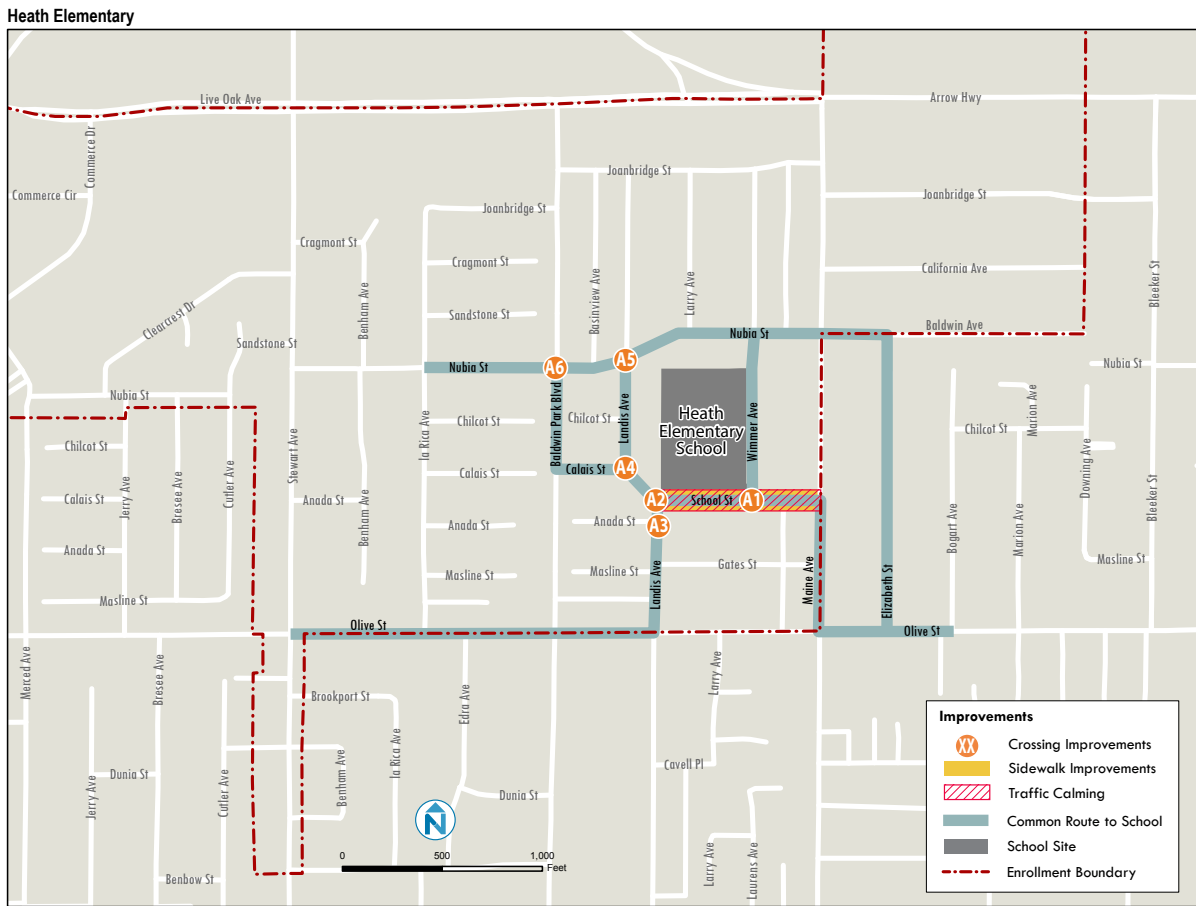 Heath Elementary
Live Oak Ave
Arrow Hwy
Commerce Dr
Commerce Cir
Joanbridge St
Joanbridge St
Joanbridge St
Cragmont St
Cragmont St
Basinview Ave
Larry Ave
California Ave
Bleeker St
Clearcrest Dr
Benham Ave
Sandstone St
Sandstone St
Baldwin Ave
Nubia St
Nubia St
A6
A5
Nubia St
Nubia St
Baldwin Park Blvd
Landis Ave
Chilcot St
Chilcot St
Heath
Elementary
School
Wimmer Ave
Marion Ave
Chilcot St
Chilcot St
Stewart Ave
la Rica Ave
Calais St
A4
Calais St
Calais St
Jerry Ave
Bresee Ave
Cutler Ave
Downing Ave
Bleeker St
Anada St
Benham Ave
A2
School St
A1
Anada St
Anada St
A3
Anada St
Bogart Ave
Marion Ave
Masline St
Masline St
Masline St
Gates St
Landis Ave
Maine Ave
Elizabeth St
Masline St
Olive St
Olive St
Merced Ave
Bresee Ave
Larry Ave
Brookport St
Edra Ave
la Rica Ave
Cavell Pl
Dunia St
Jerry Ave
Cutler Ave
Benham Ave
Dunia St
N
Larry Ave
Laurens Ave
Benbow St
0
500
1,000
Feet
Improvements
XX
Crossing Improvements
Sidewalk Improvements
Traffic Calming
Common Route to School
School Site
Enrollment Boundary